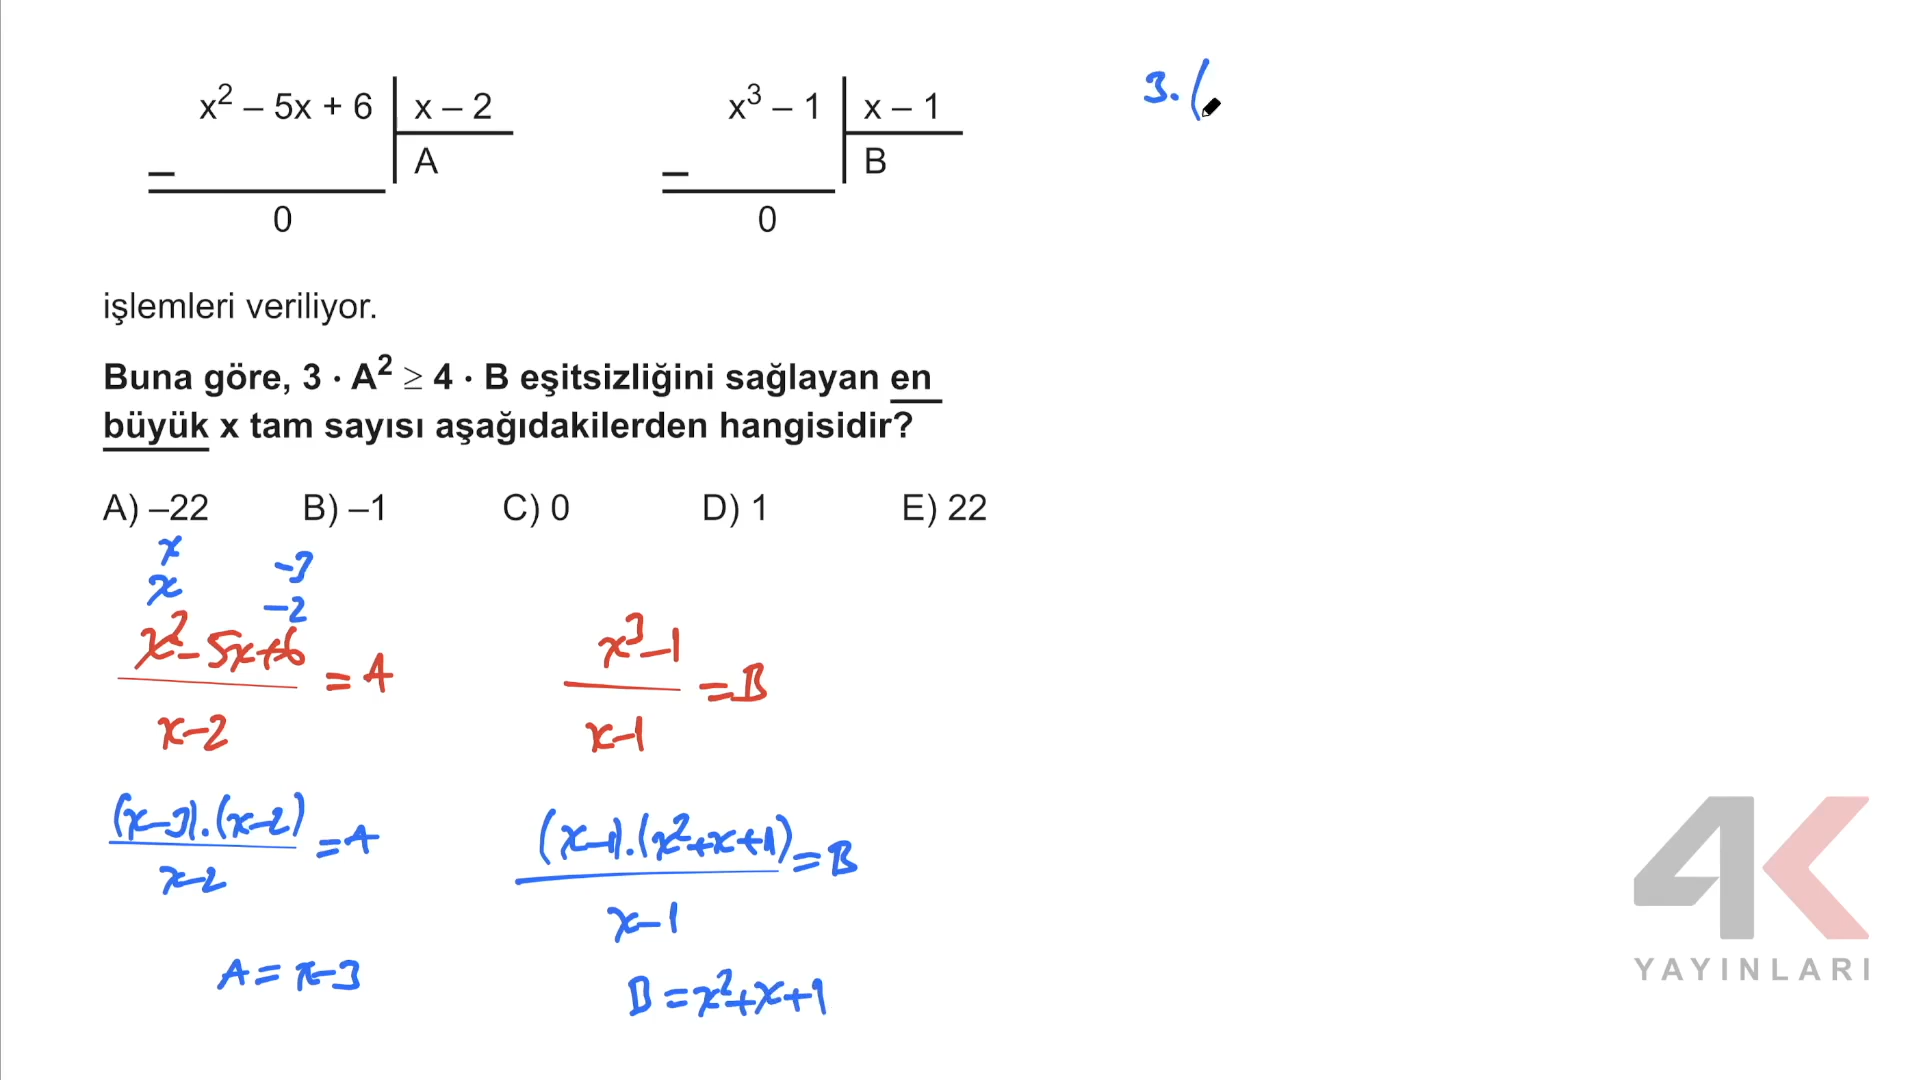 x² – 5x + 6 | x – 2
A
–
0
x³ – 1 | x – 1
B
–
0
3.(
işlemleri veriliyor.
Buna göre, 3 · A² ≥ 4 · B eşitsizliğini sağlayan en
büyük x tam sayısı aşağıdakilerden hangisidir?
A) –22 B) –1 C) 0 D) 1 E) 22
x -3
x -2
x²-5x+6
= A
x-2
x³-1
=B
x-1
(x-3).(x-2)
=A
x-2
(x-1).(x²+x+1)
=B
x-1
A = x-3
B = x²+x+1
4K
YAYINLARI